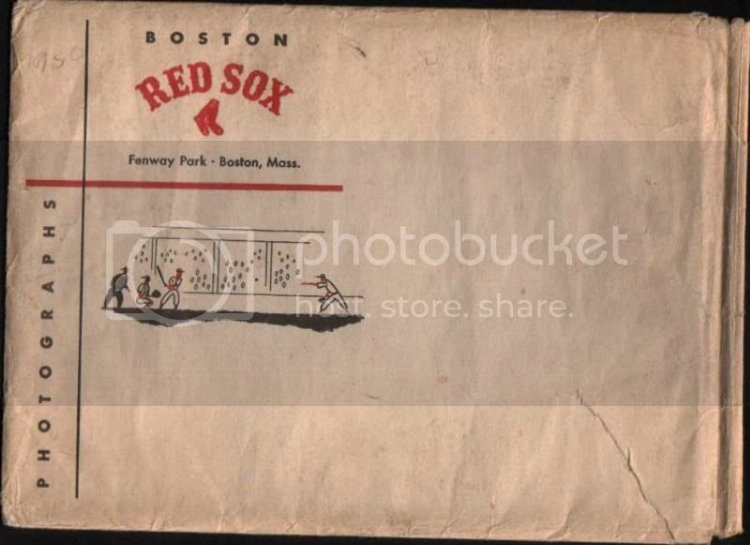 BOSTON
RED SOX
Fenway Park · Boston, Mass.
PHOTOGRAPHS
photobucket
host. store. share.